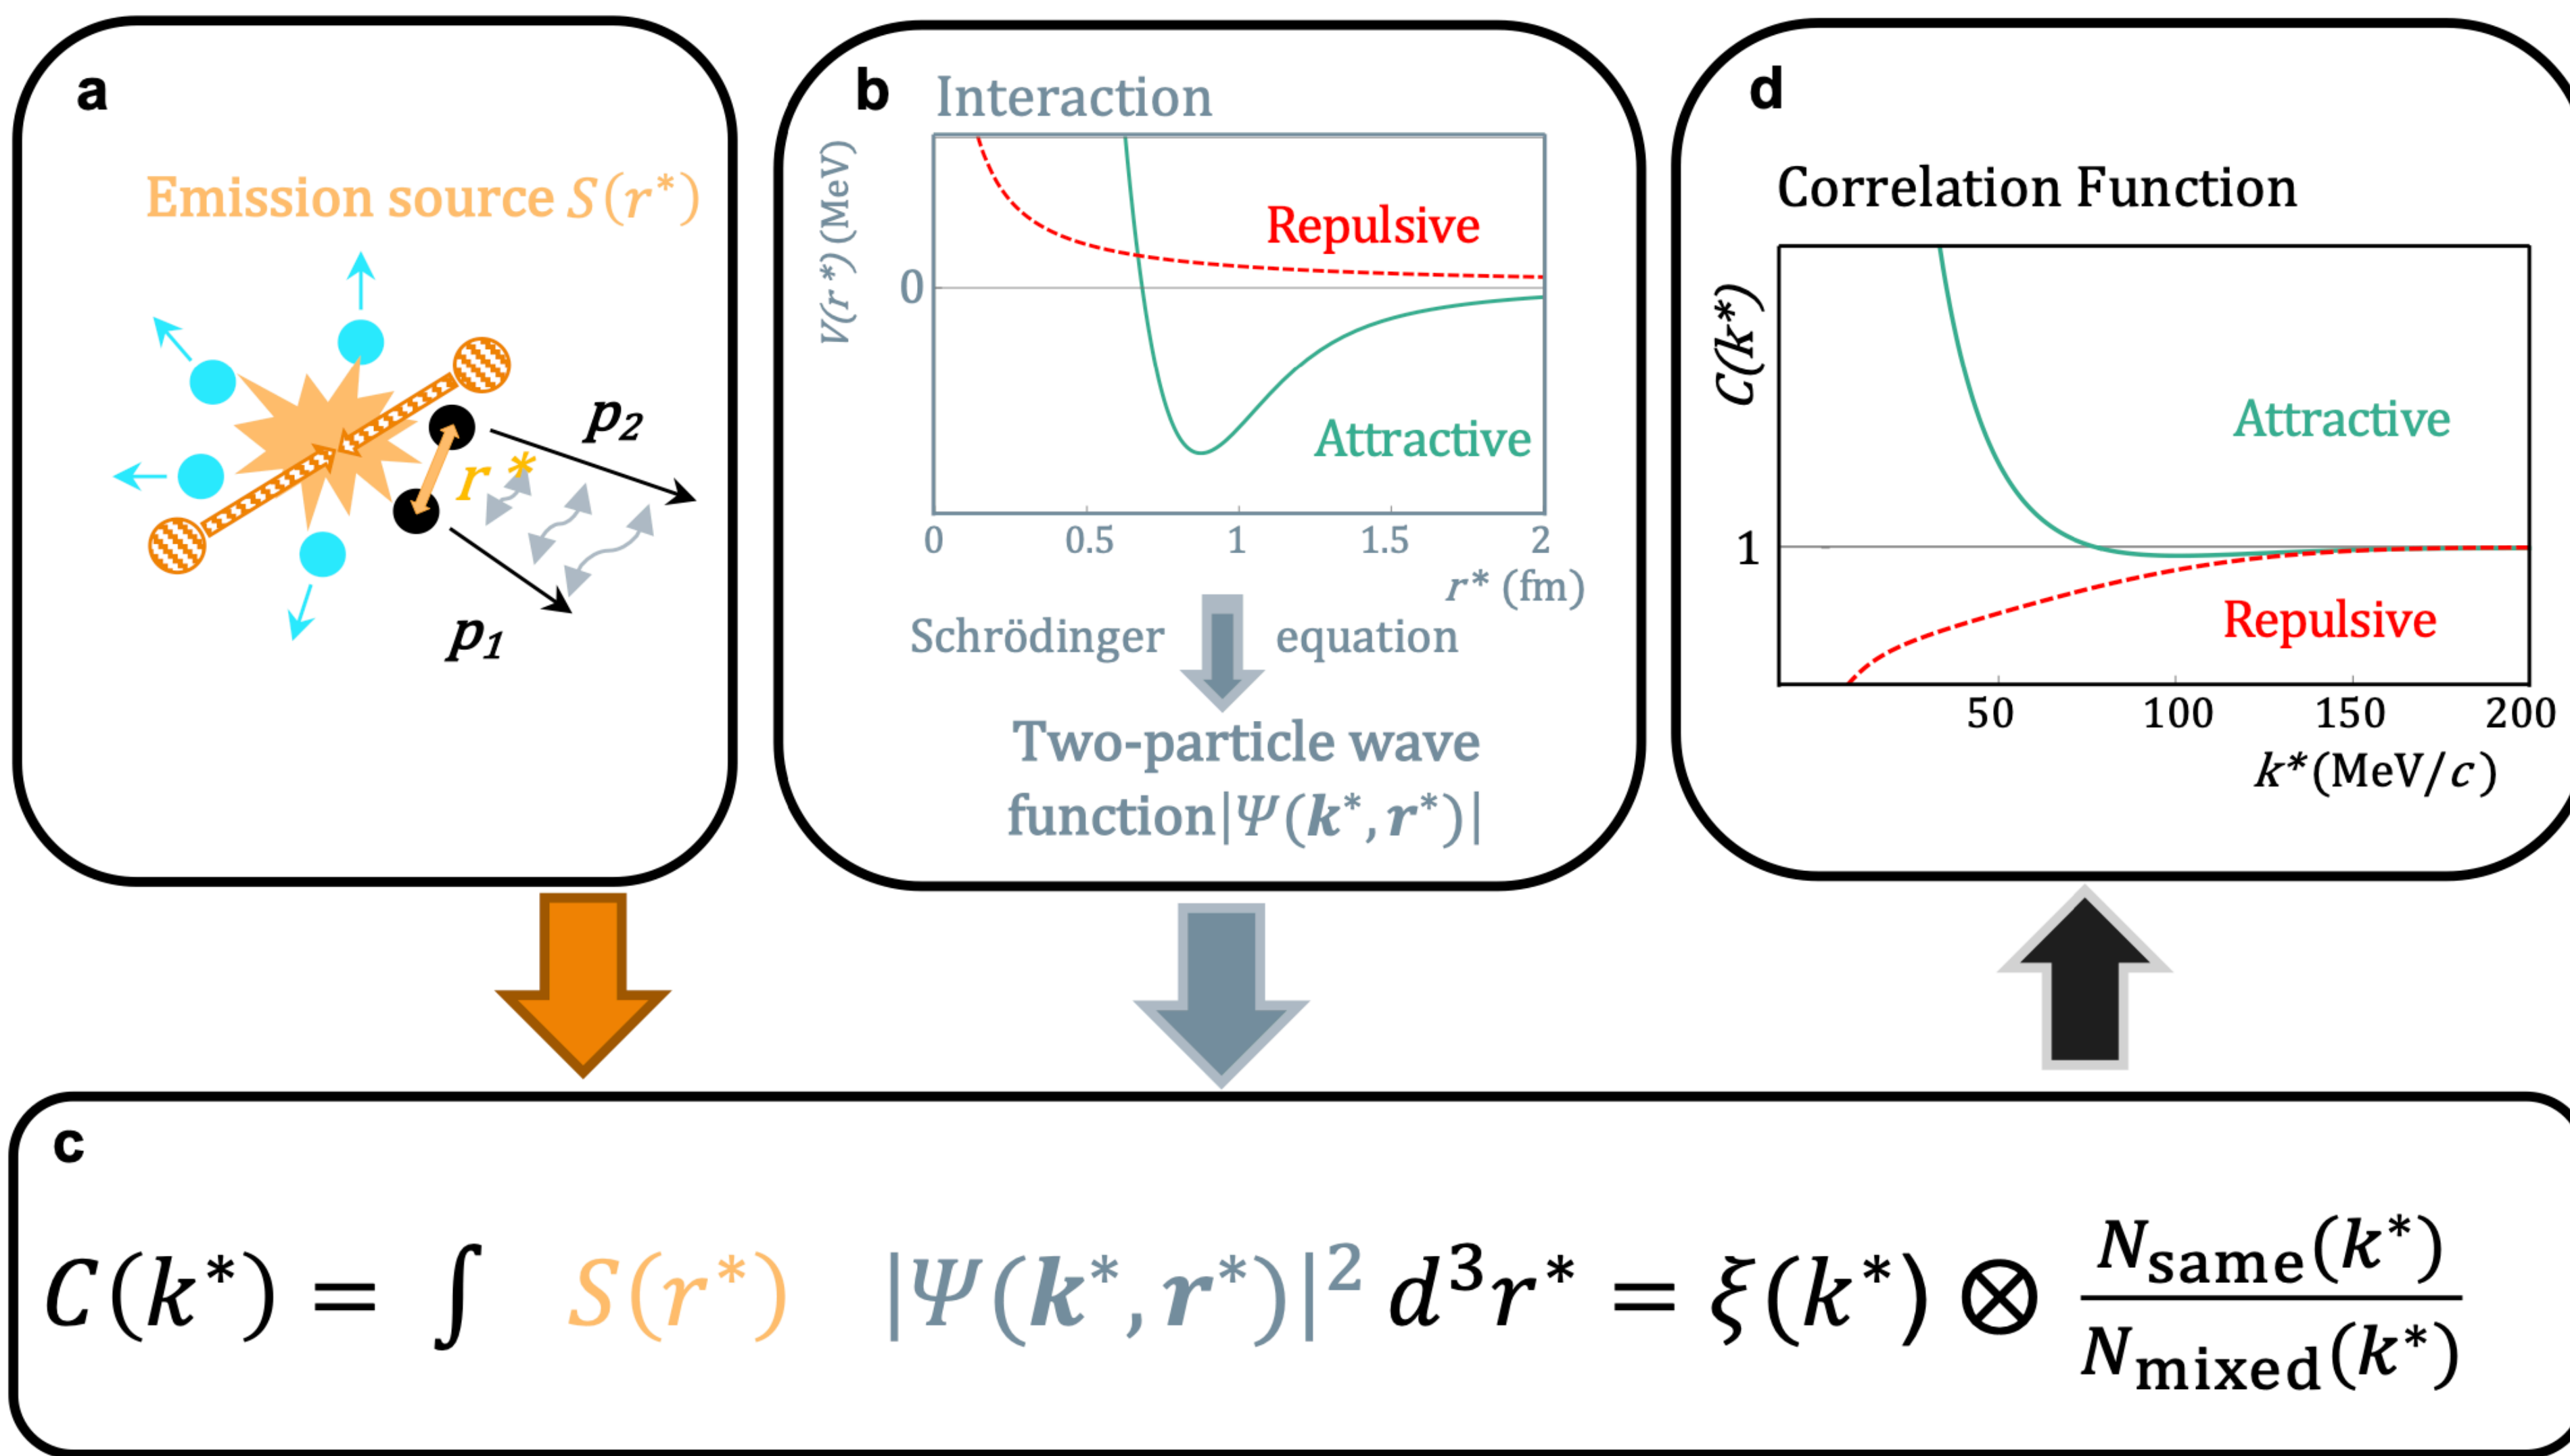 a
Emission source S(r*)
p2
r*
p1
b
Interaction
V(r*)(MeV)
0
Repulsive
Attractive
0 0.5 1 1.5 2
r* (fm)
Schrödinger equation
Two-particle wave
function|Ψ(k*, r*)|
d
Correlation Function
C(k*)
1
Attractive
Repulsive
50 100 150 200
k*(MeV/c)
c
C(k*) = ∫ S(r*) |Ψ(k*, r*)|² d³r* = ξ(k*) ⊗ Nsame(k*)
Nmixed(k*)